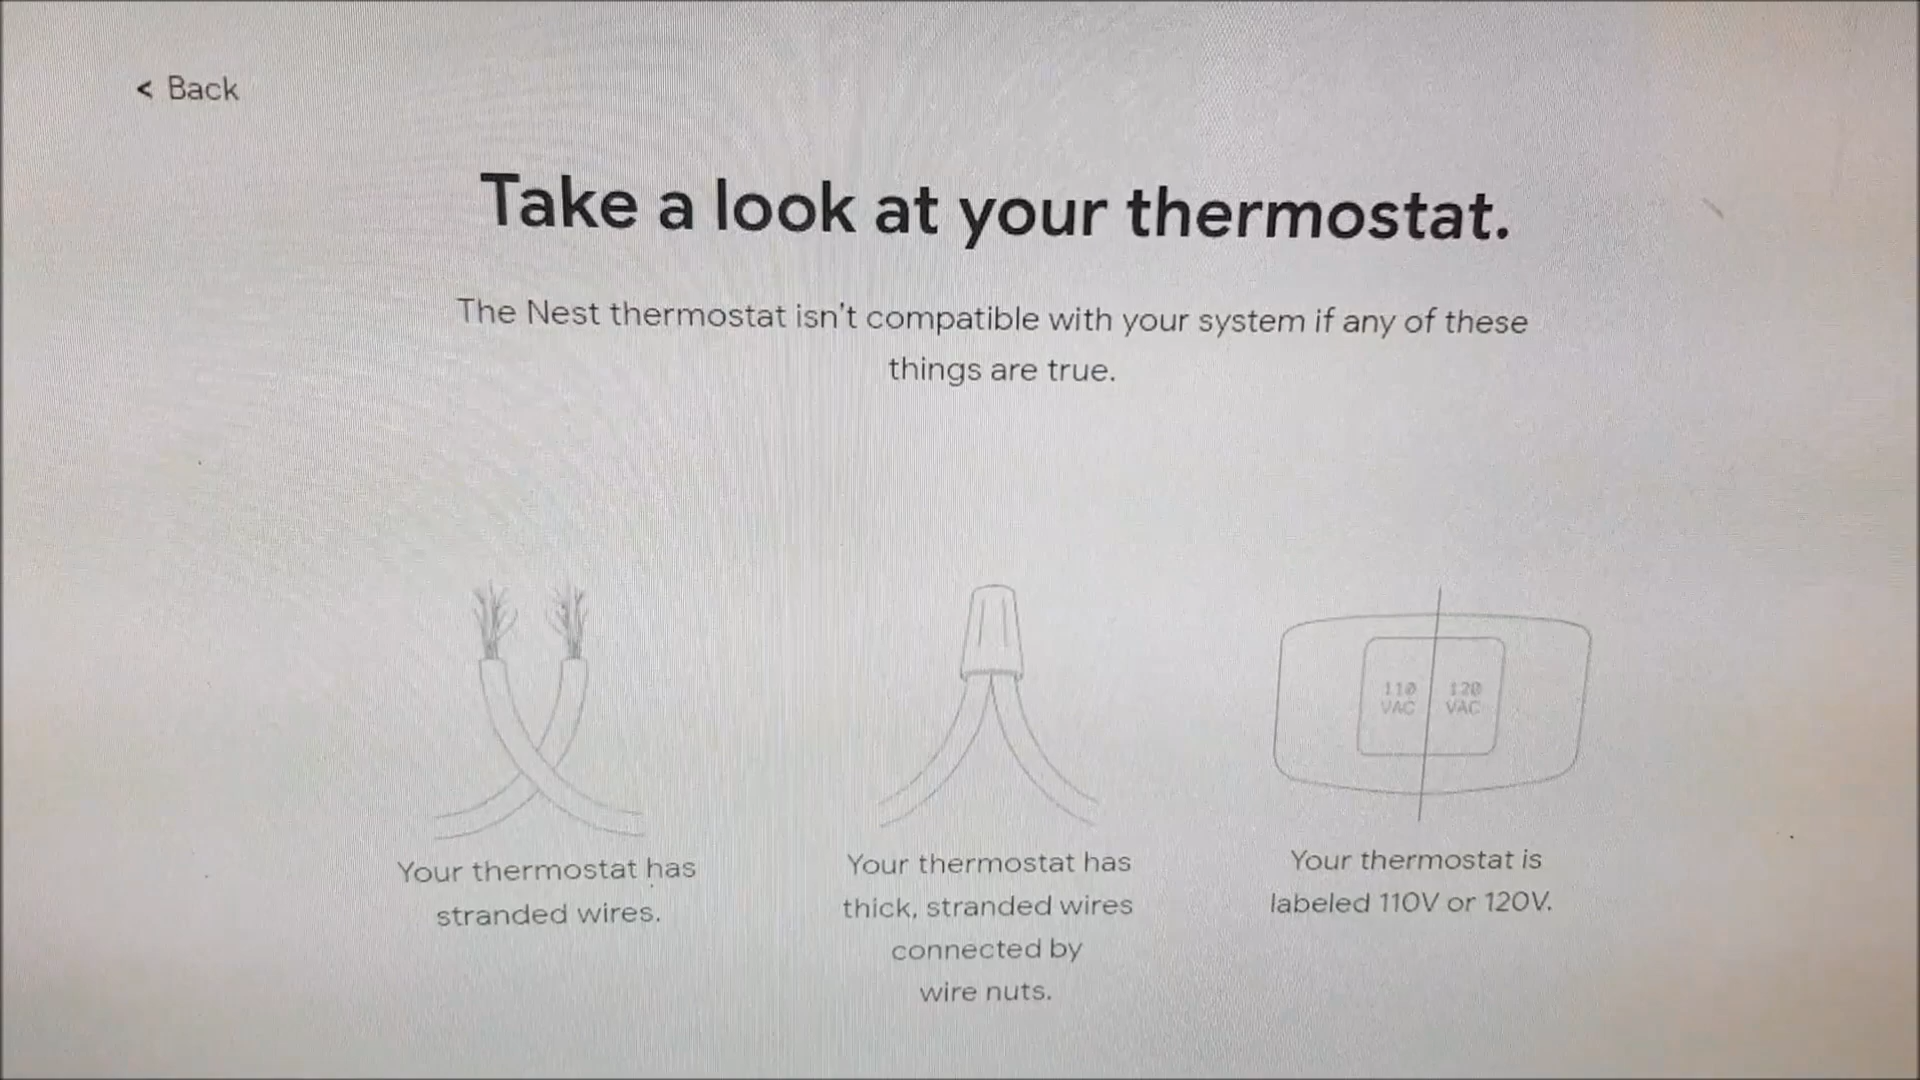 < Back
Take a look at your thermostat.
The Nest thermostat isn't compatible with your system if any of these
things are true.
110
VAC
120
VAC
Your thermostat has
stranded wires.
Your thermostat has
thick, stranded wires
connected by
wire nuts.
Your thermostat is
labeled 110V or 120V.